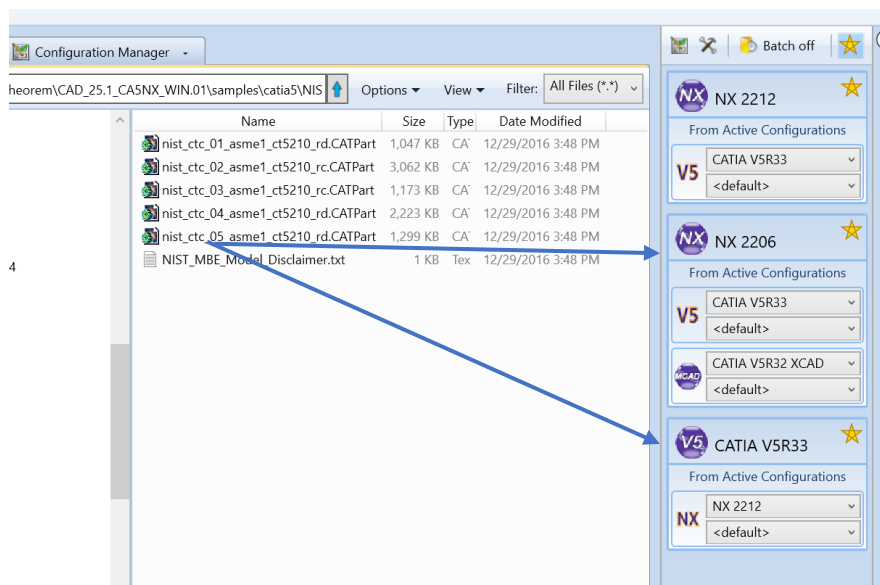 Configuration Manager
heorem\CAD_25.1_CA5NX_WIN.01\samples\catia5\NIS
Options
View
Filter:
All Files (*.*)
Name Size Type Date Modified
nist_ctc_01_asme1_ct5210_rd.CATPart 1,047 KB CA 12/29/2016 3:48 PM
nist_ctc_02_asme1_ct5210_rc.CATPart 3,062 KB CA 12/29/2016 3:48 PM
nist_ctc_03_asme1_ct5210_rc.CATPart 1,173 KB CA 12/29/2016 3:48 PM
nist_ctc_04_asme1_ct5210_rd.CATPart 2,223 KB CA 12/29/2016 3:48 PM
nist_ctc_05_asme1_ct5210_rd.CATPart 1,299 KB CA 12/29/2016 3:48 PM
NIST_MBE_Model_Disclaimer.txt 1 KB Tex 12/29/2016 3:48 PM
4
Batch off
NX
NX 2212
From Active Configurations
V5
CATIA V5R33
<default>
NX
NX 2206
From Active Configurations
V5
CATIA V5R33
<default>
MCAD
CATIA V5R32 XCAD
<default>
V5
CATIA V5R33
From Active Configurations
NX
NX 2212
<default>